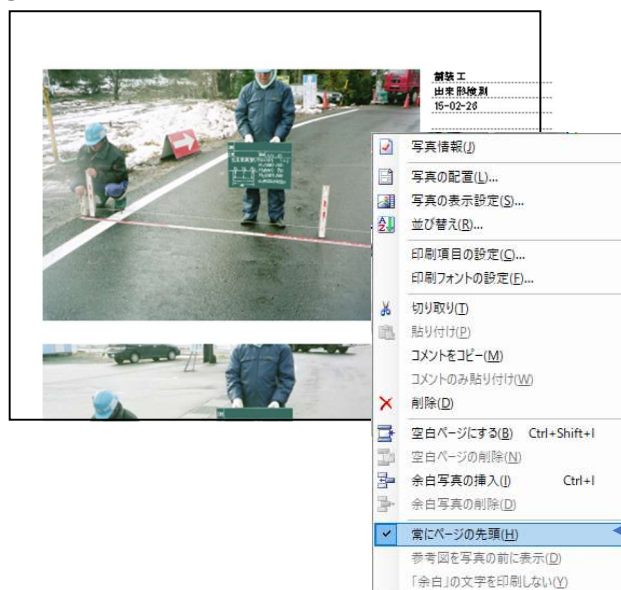 舗装工
出来形検測
15-02-26
写真情報(J)
写真の配置(L)...
写真の表示設定(S)...
並び替え(R)...
印刷項目の設定(C)...
印刷フォントの設定(F)...
切り取り(T)
貼り付け(P)
コメントをコピー(M)
コメントのみ貼り付け(W)
削除(D)
空白ページにする(B) Ctrl+Shift+I
空白ページの削除(N)
余白写真の挿入(I) Ctrl+I
余白写真の削除(D)
常にページの先頭(H)
参考図を写真の前に表示(D)
「余白」の文字を印刷しない(Y)